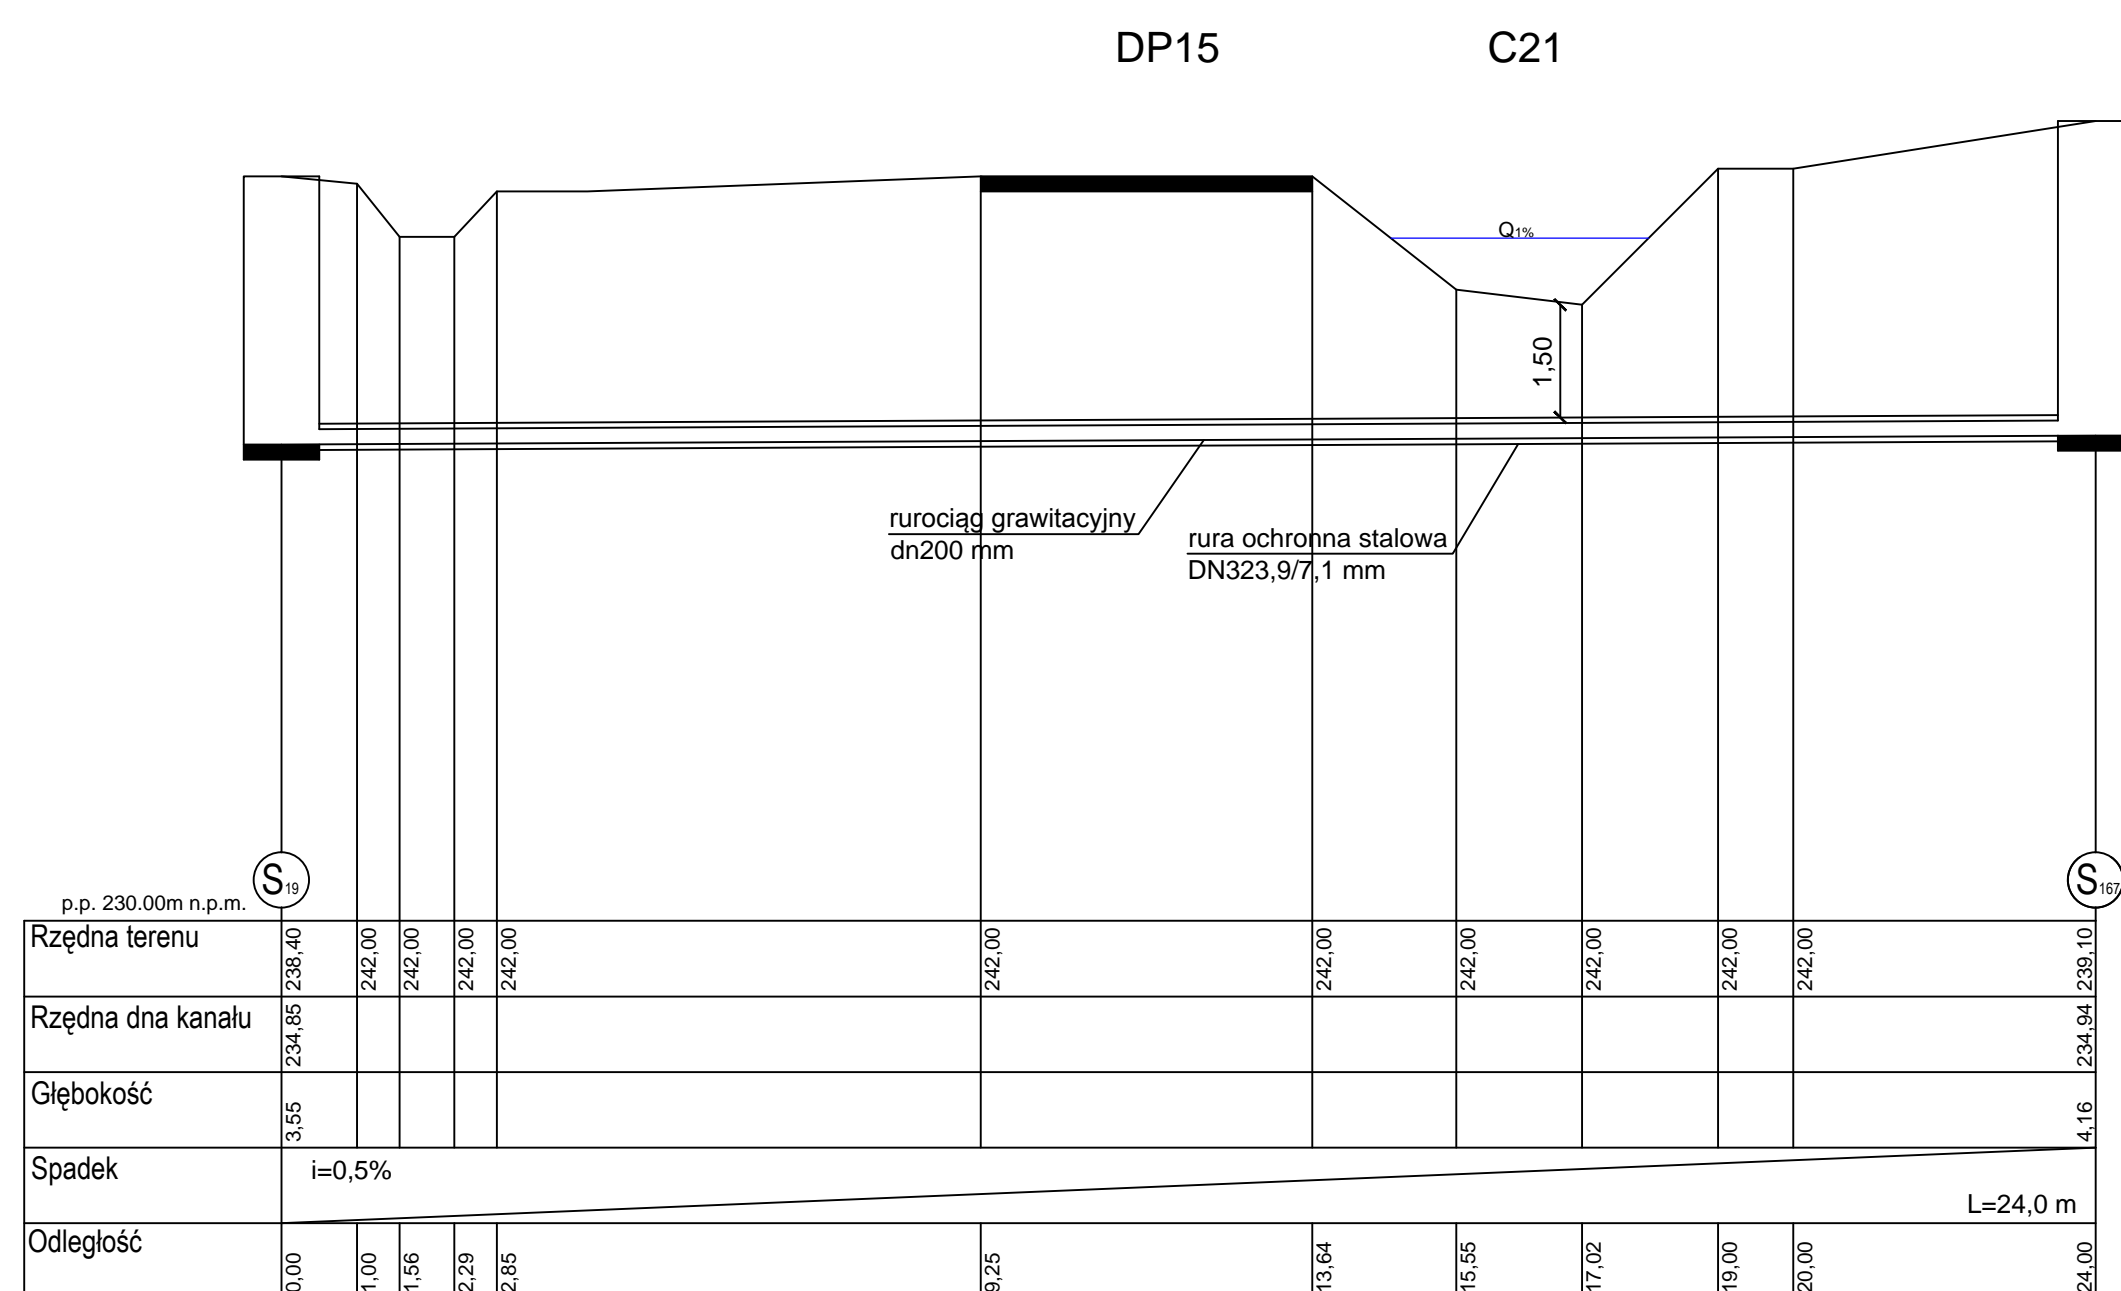 DP15 C21
Q1%
1,50
rurociąg grawitacyjny
dn200 mm
rura ochronna stalowa
DN323,9/7,1 mm
S19 S167
p.p. 230.00m n.p.m.
Rzędna terenu 238,40 242,00 242,00 242,00 242,00 242,00 242,00 242,00 242,00 242,00 242,00 239,10
Rzędna dna kanału 234,85 234,94
Głębokość 3,55 4,16
Spadek i=0,5% L=24,0 m
Odległość 0,00 1,00 1,56 2,29 2,85 9,25 13,64 15,55 17,02 19,00 20,00 24,00